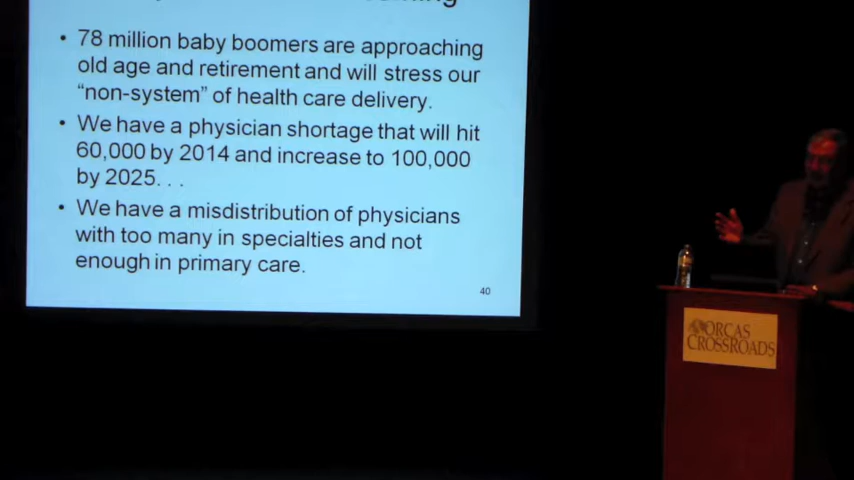 • 78 million baby boomers are approaching
old age and retirement and will stress our
“non-system” of health care delivery.
• We have a physician shortage that will hit
60,000 by 2014 and increase to 100,000
by 2025. . .
• We have a misdistribution of physicians
with too many in specialties and not
enough in primary care.
40
ORCAS
CROSSROADS